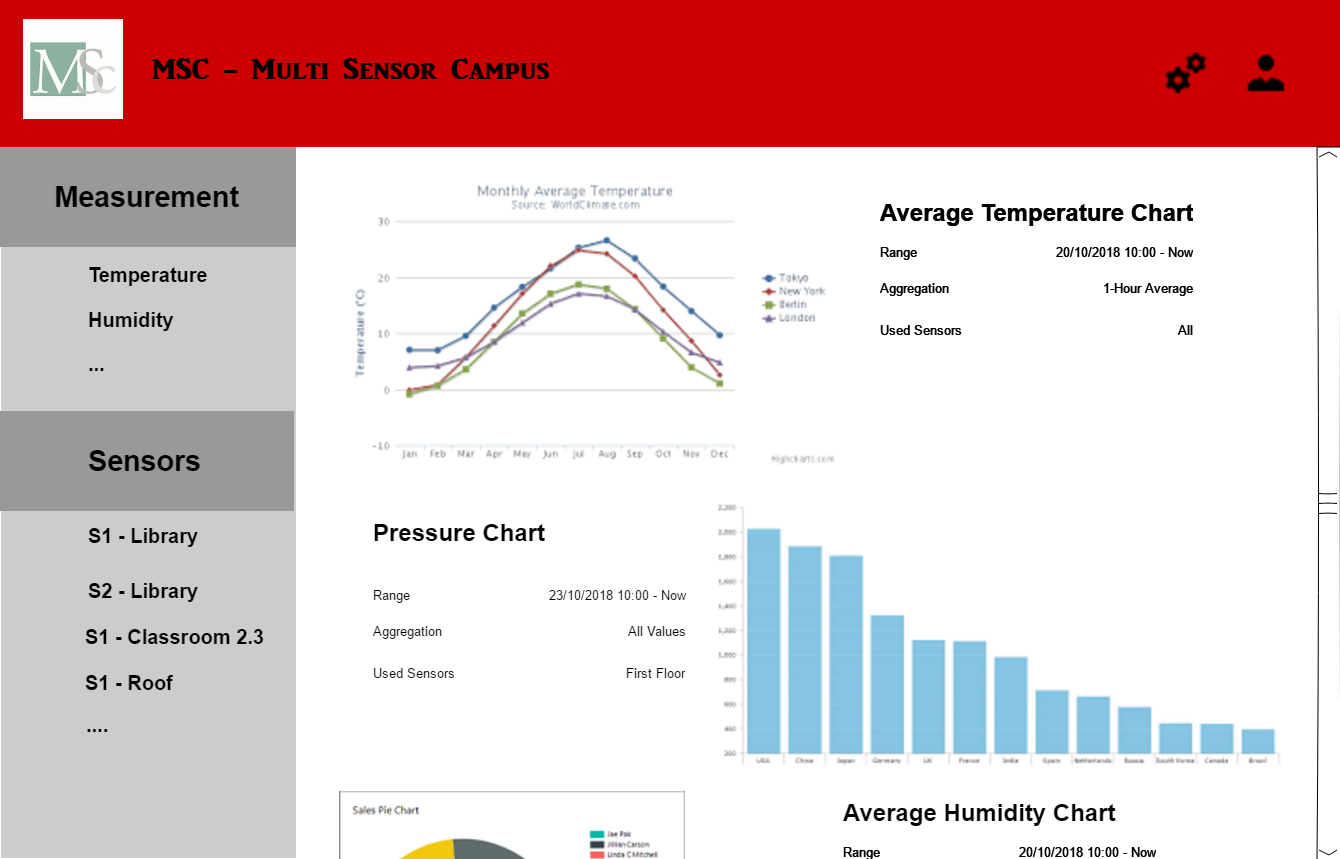 MSc
MSC - Multi Sensor Campus
Measurement
Temperature
Humidity
...
Sensors
S1 - Library
S2 - Library
S1 - Classroom 2.3
S1 - Roof
....
Monthly Average Temperature
Source: WorldClimate.com
Temperature (°C)
30
20
10
0
-10
Jan Feb Mar Apr May Jun Jul Aug Sep Oct Nov Dec
Tokyo
New York
Berlin
London
Highcharts.com
Average Temperature Chart
Range 20/10/2018 10:00 - Now
Aggregation 1-Hour Average
Used Sensors All
Pressure Chart
Range 23/10/2018 10:00 - Now
Aggregation All Values
Used Sensors First Floor
2,200
2,000
1,800
1,600
1,400
1,200
1,000
800
600
400
200
USA China Japan Germany UK France India Spain Netherlands Russia South Korea Canada Brazil
Sales Pie Chart
Jae Pak
Jillian Carson
Linda C Mitchell
Average Humidity Chart
Range 20/10/2018 10:00 - Now